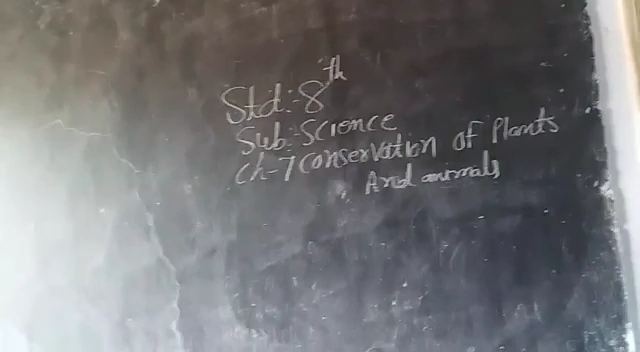 Std:-8th
Sub:-Science
Ch-7 Conservation of Plants
And animals